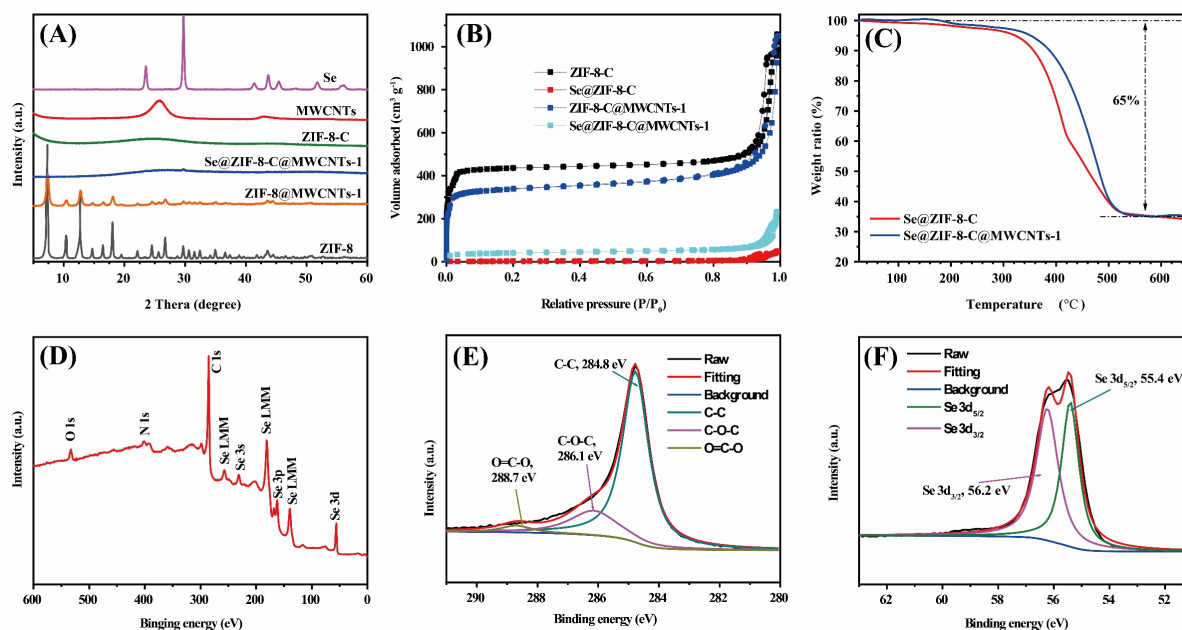 (A)
Se
MWCNTs
ZIF-8-C
Se@ZIF-8-C@MWCNTs-1
ZIF-8@MWCNTs-1
ZIF-8
Intensity (a.u.)
10 20 30 40 50 60
2 Thera (degree)
(B)
ZIF-8-C
Se@ZIF-8-C
ZIF-8-C@MWCNTs-1
Se@ZIF-8-C@MWCNTs-1
Volume adsorbed (cm³ g⁻¹)
1000
800
600
400
200
0
0.0 0.2 0.4 0.6 0.8 1.0
Relative pressure (P/P₀)
(C)
65%
Se@ZIF-8-C
Se@ZIF-8-C@MWCNTs-1
Weight ratio (%)
100
90
80
70
60
50
40
30
20
100 200 300 400 500 600
Temperature (°C)
(D)
O 1s
N 1s
C 1s
Se LMM
Se 3s
Se LMM
Se 3p
Se LMM
Se 3d
Intensity (a.u.)
600 500 400 300 200 100 0
Binging energy (eV)
(E)
Raw
Fitting
Background
C-C
C-O-C
O=C-O
C-C, 284.8 eV
C-O-C,
286.1 eV
O=C-O,
288.7 eV
Intensity (a.u.)
290 288 286 284 282 280
Binding energy (eV)
(F)
Raw
Fitting
Background
Se 3d₅/₂
Se 3d₃/₂
Se 3d₅/₂, 55.4 eV
Se 3d₃/₂, 56.2 eV
Intensity (a.u.)
62 60 58 56 54 52
Binding energy (eV)